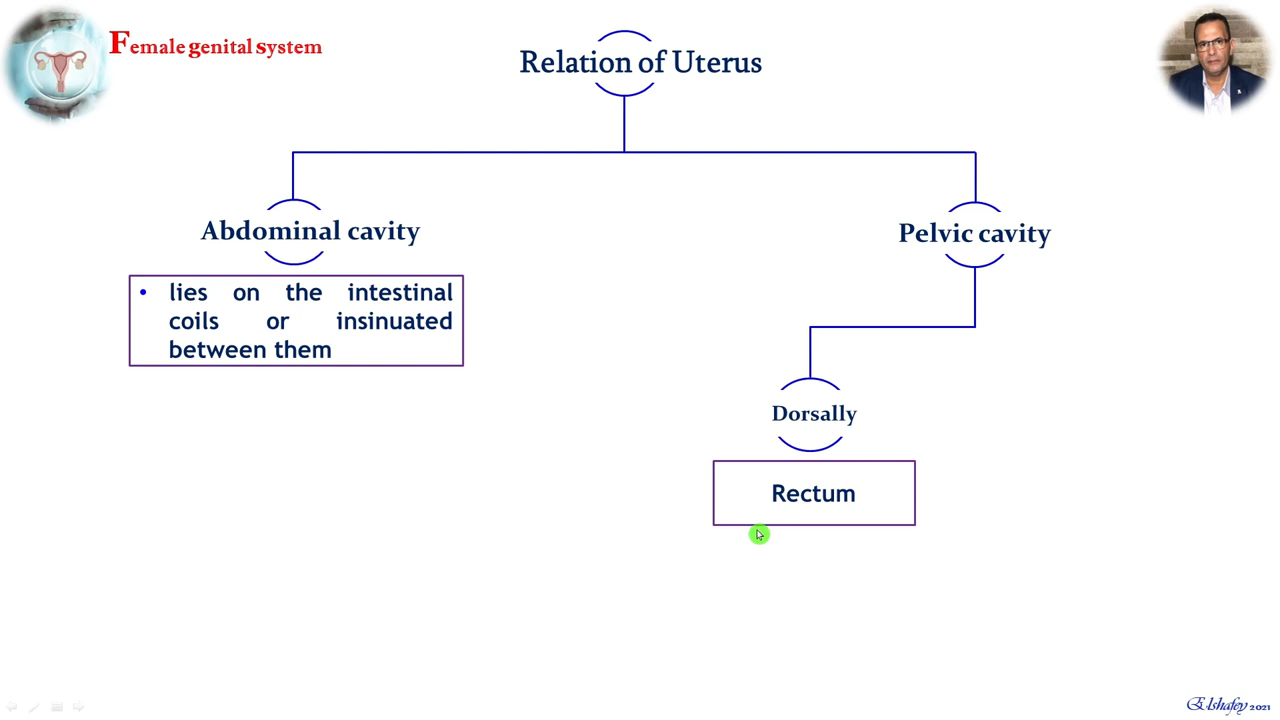 Female genital system
Relation of Uterus
Abdominal cavity
Pelvic cavity
• lies on the intestinal
coils or insinuated
between them
Dorsally
Rectum
Elshafey 2021